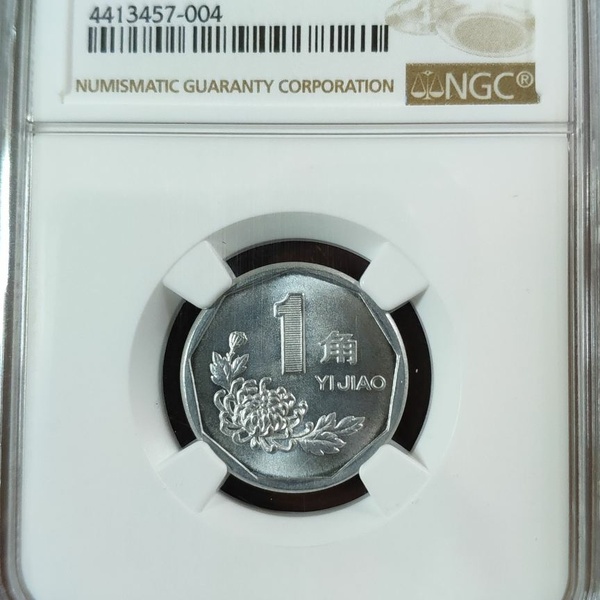 4413457-004
NUMISMATIC GUARANTY CORPORATION
NGC®
1角
YI JIAO